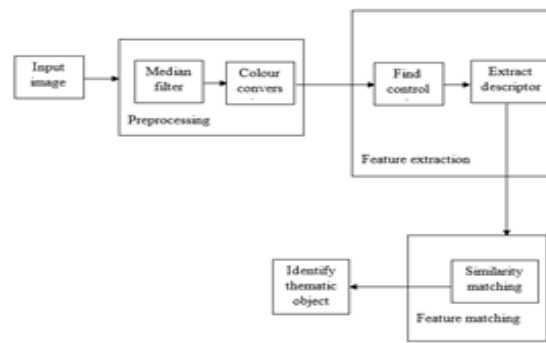 Input
image
Median
filter
Colour
convers
Preprocessing
Find
control
Extract
descriptor
Feature extraction
Similarity
matching
Feature matching
Identify
thematic
object